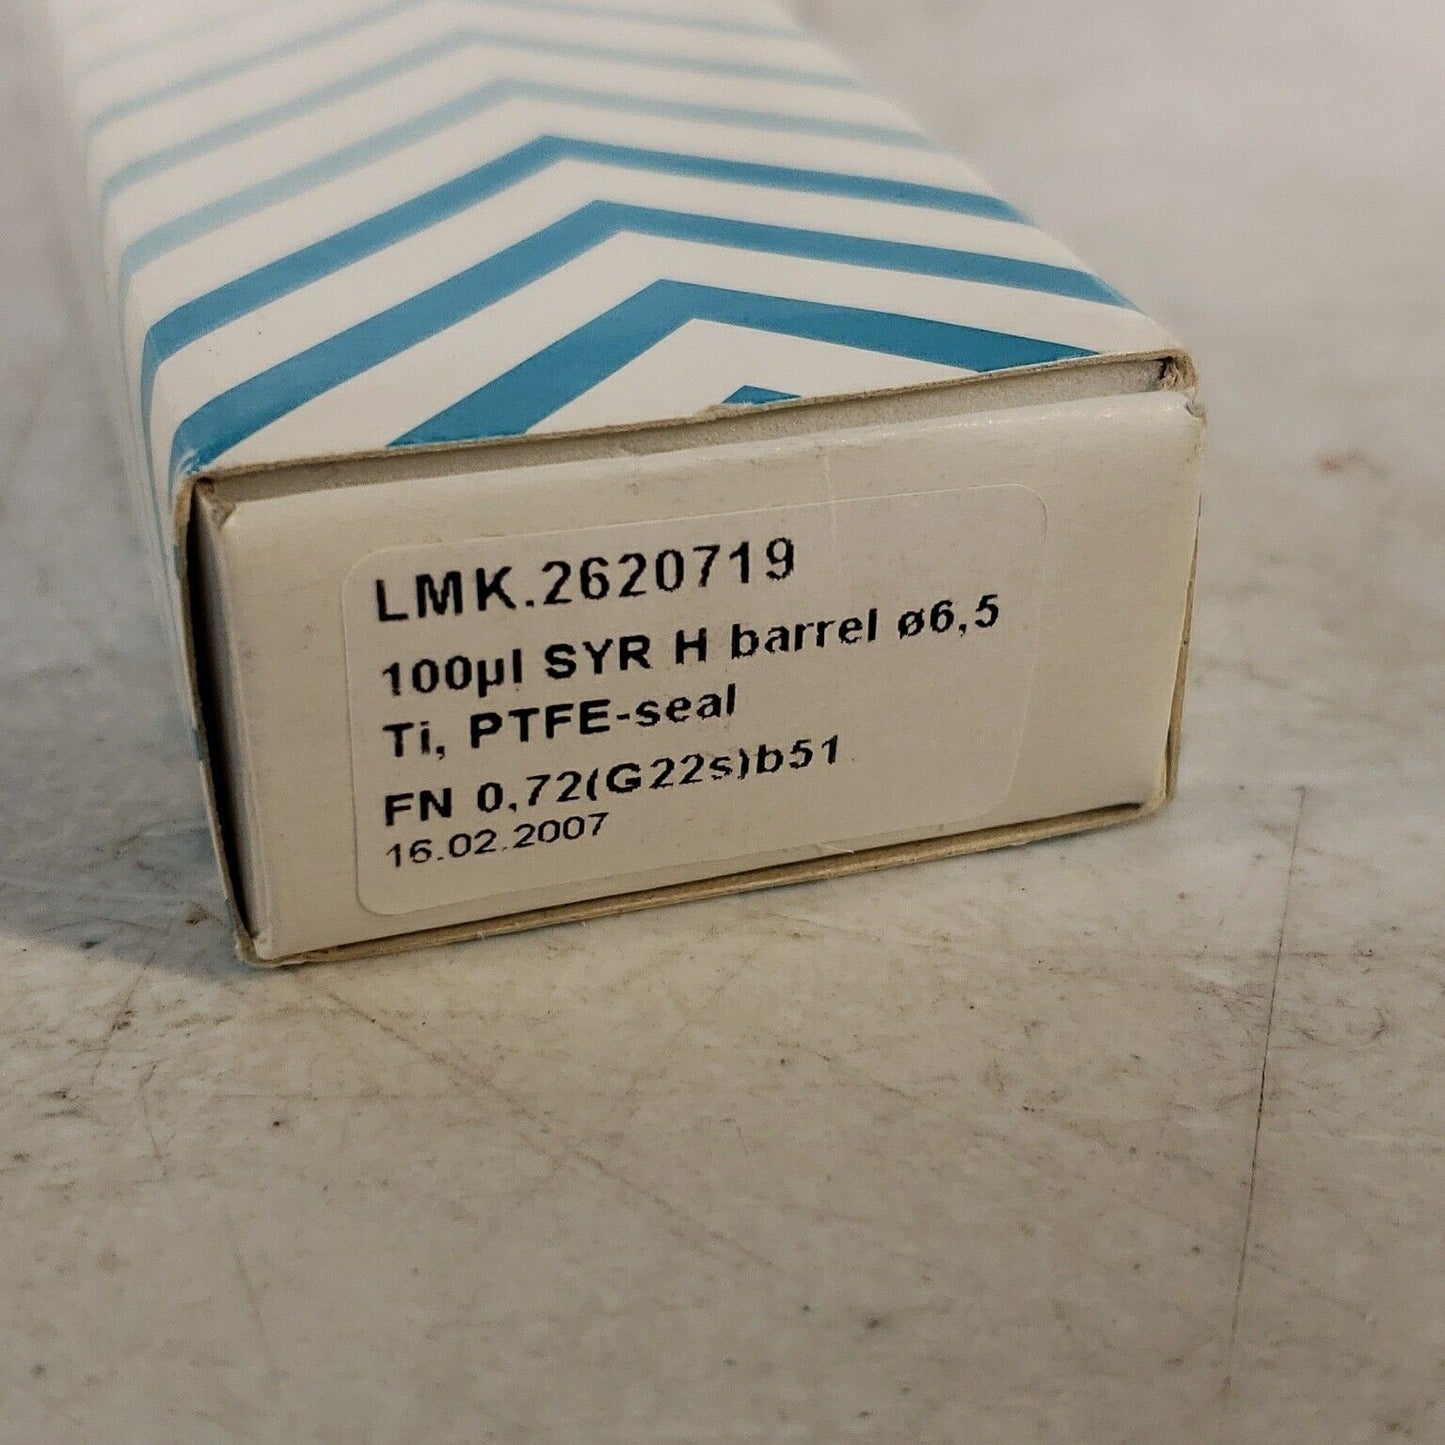 LMK.2620719
100µl SYR H barrel ø6,5
Ti, PTFE-seal
FN 0,72(G22s)b51
16.02.2007